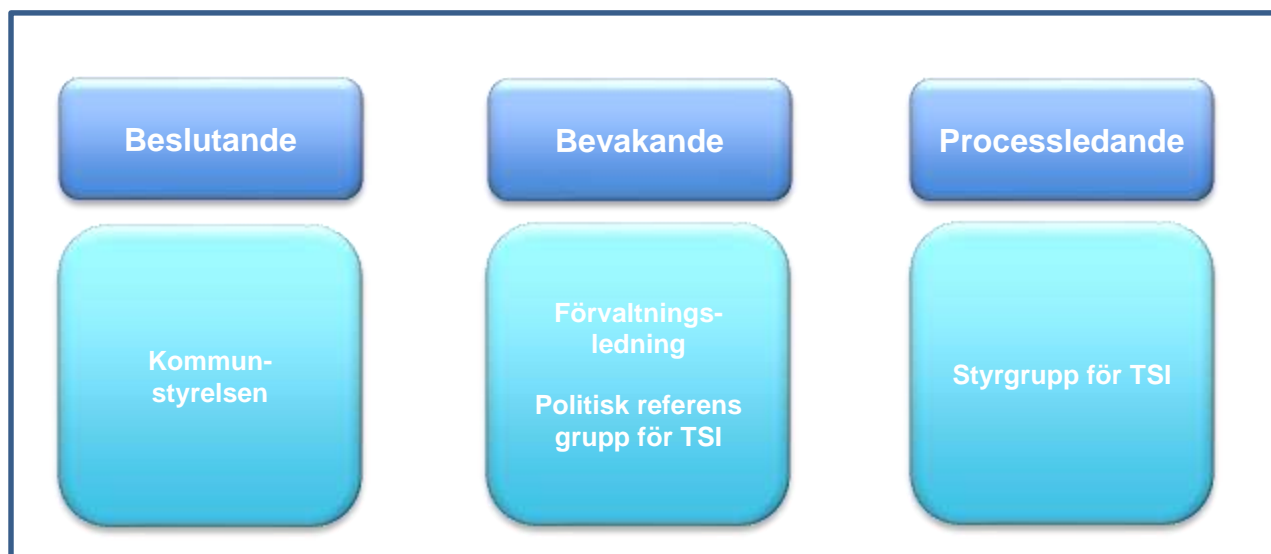 Beslutande
Bevakande
Processledande
Kommun-
styrelsen
Förvaltnings-
ledning
Politisk referens
grupp för TSI
Styrgrupp för TSI